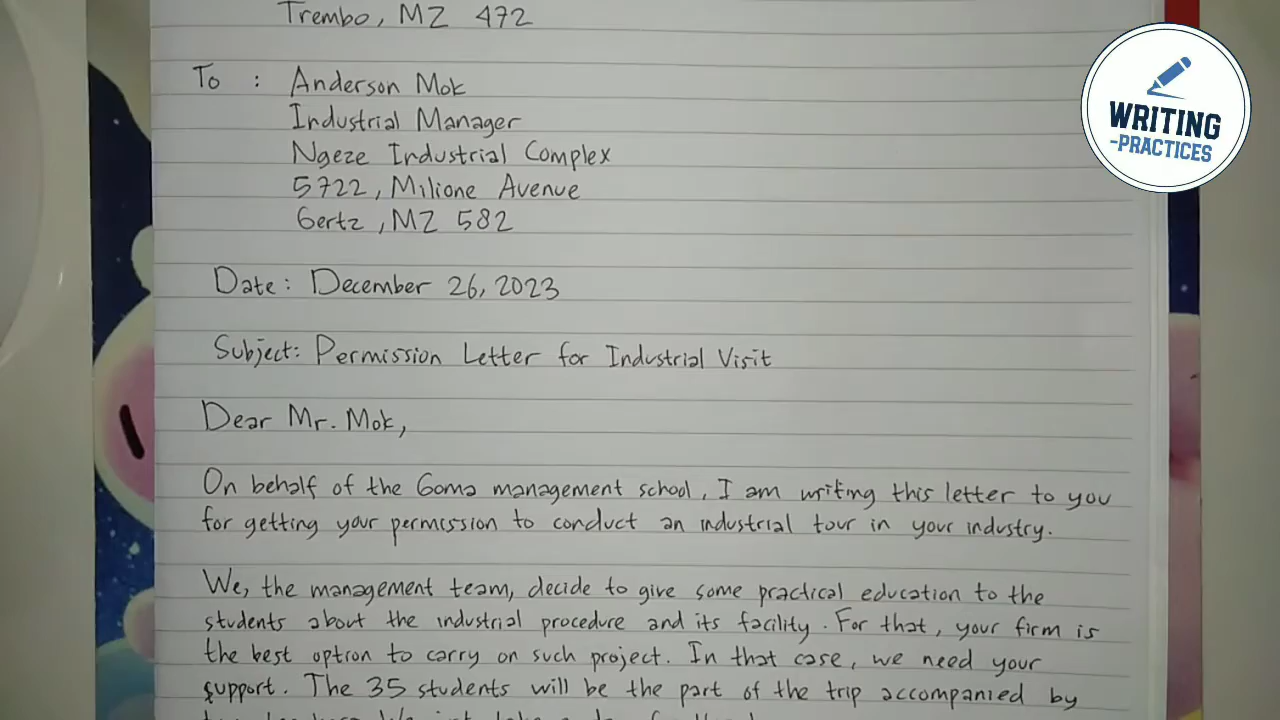 Trembo, MZ 472
To : Anderson Mok
Industrial Manager
Ngeze Industrial Complex
5722, Milione Avenue
Gertz, MZ 582
Date: December 26, 2023
Subject: Permission Letter for Industrial Visit
Dear Mr. Mok,
On behalf of the Goma management school, I am writing this letter to you
for getting your permission to conduct an industrial tour in your industry.
We, the management team, decide to give some practical education to the
students about the industrial procedure and its facility. For that, your firm is
the best option to carry on such project. In that case, we need your
support. The 35 students will be the part of the trip accompanied by
WRITING
-PRACTICES